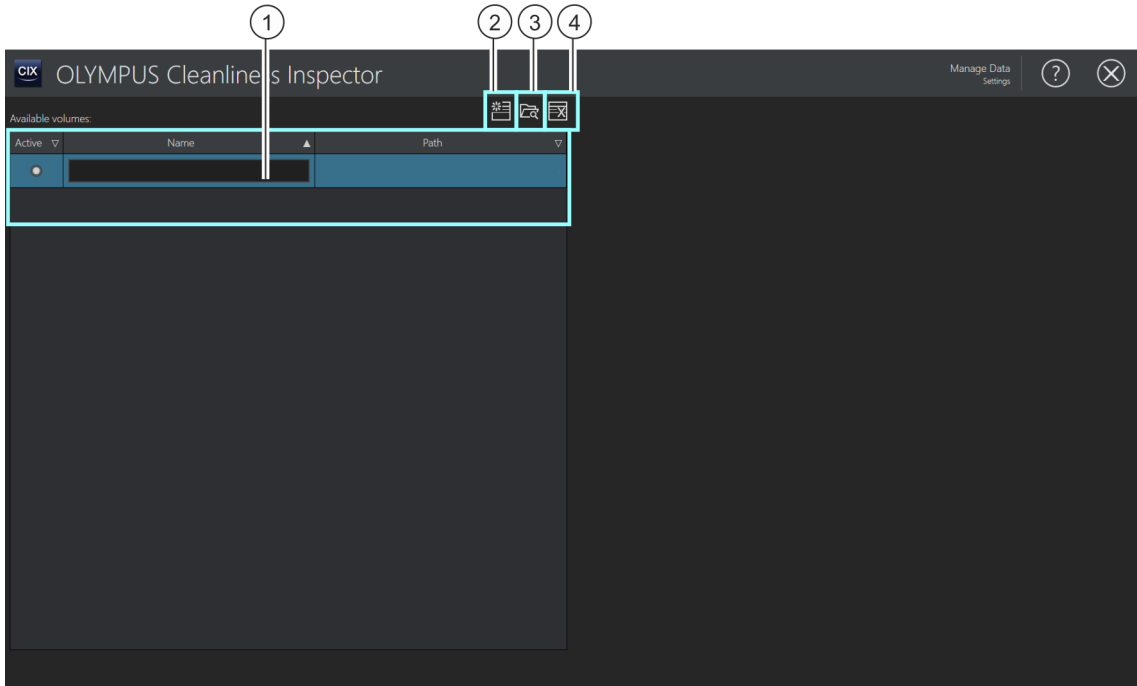 1 2 3 4
CIX OLYMPUS Cleanliness Inspector
Manage Data
Settings
?
Available volumes:
Active Name Path